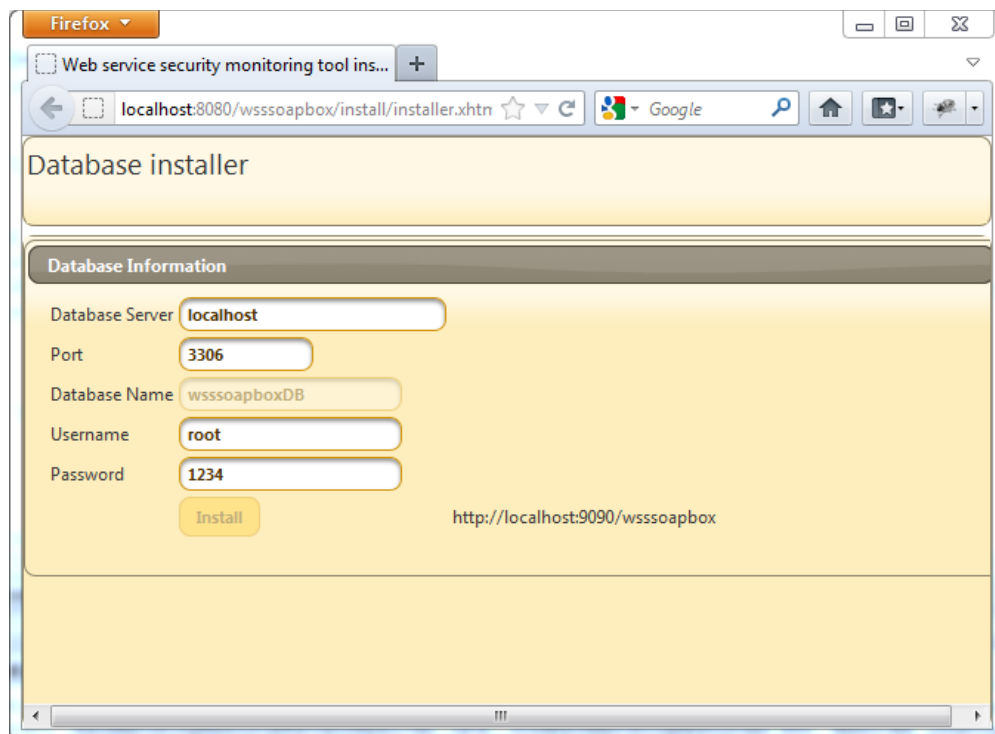 Firefox
Web service security monitoring tool ins...
localhost:8080/wsssoapbox/install/installer.xhtm
Google
Database installer
Database Information
Database Server localhost
Port 3306
Database Name wsssoapboxDB
Username root
Password 1234
Install http://localhost:9090/wsssoapbox